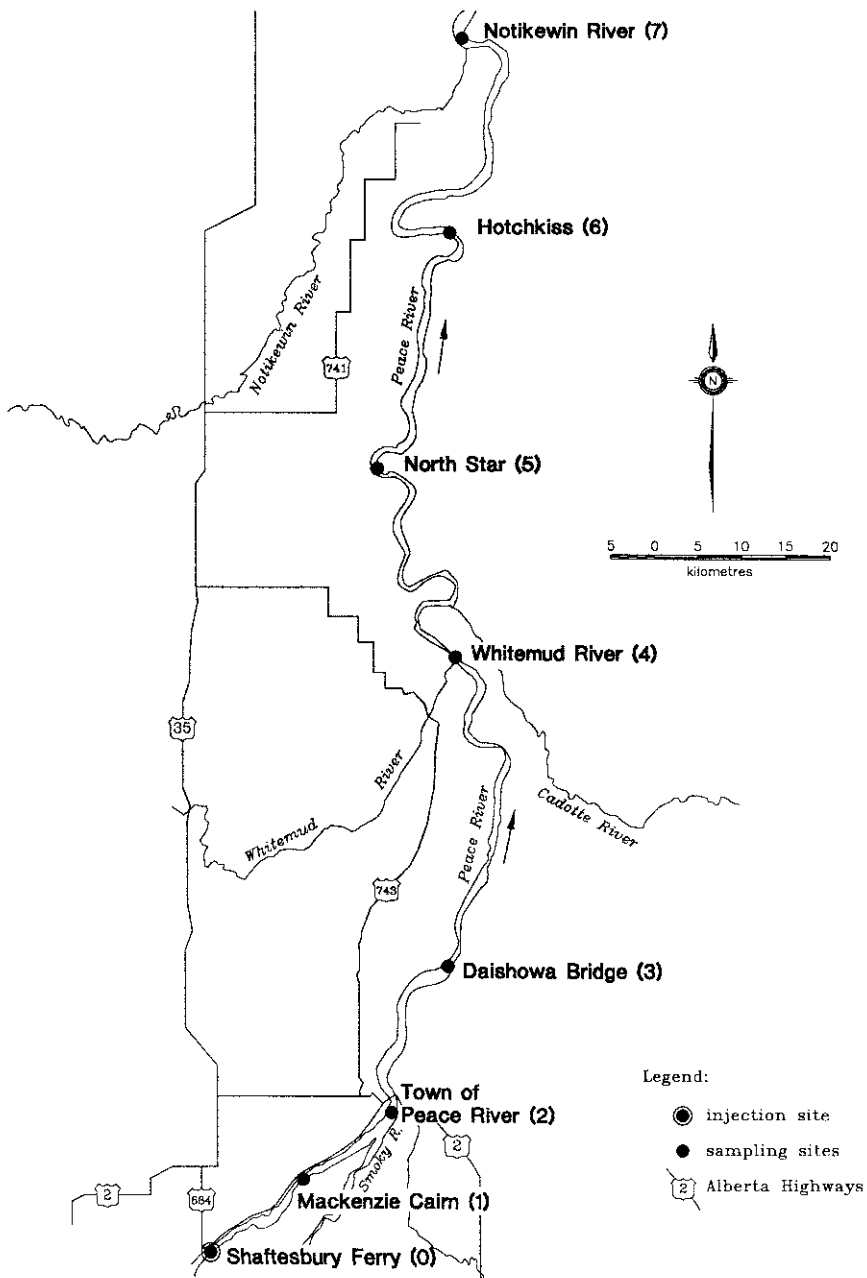 Notikewin River (7)
Hotchkiss (6)
Peace River
Notikewin River
741
N
North Star (5)
5 0 5 10 15 20
kilometres
Whitemud River (4)
35
Whitemud River
Cadotte River
Peace River
743
Daishowa Bridge (3)
Town of
Peace River (2)
Smoky R.
2
684
2
Mackenzie Cairn (1)
Shaftesbury Ferry (0)
Legend:
injection site
sampling sites
2 Alberta Highways